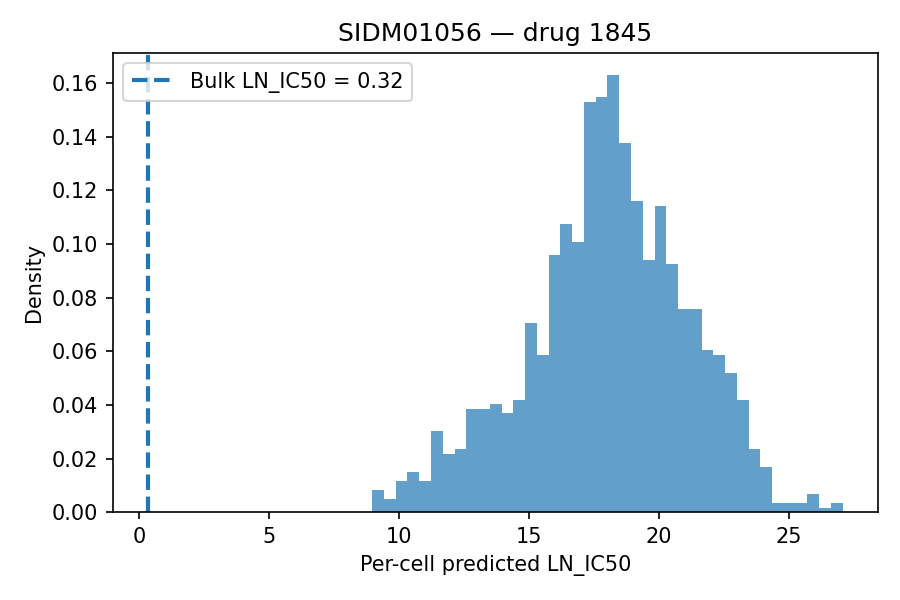 SIDM01056 — drug 1845
Bulk LN_IC50 = 0.32
Density
0.16
0.14
0.12
0.10
0.08
0.06
0.04
0.02
0.00
0 5 10 15 20 25
Per-cell predicted LN_IC50